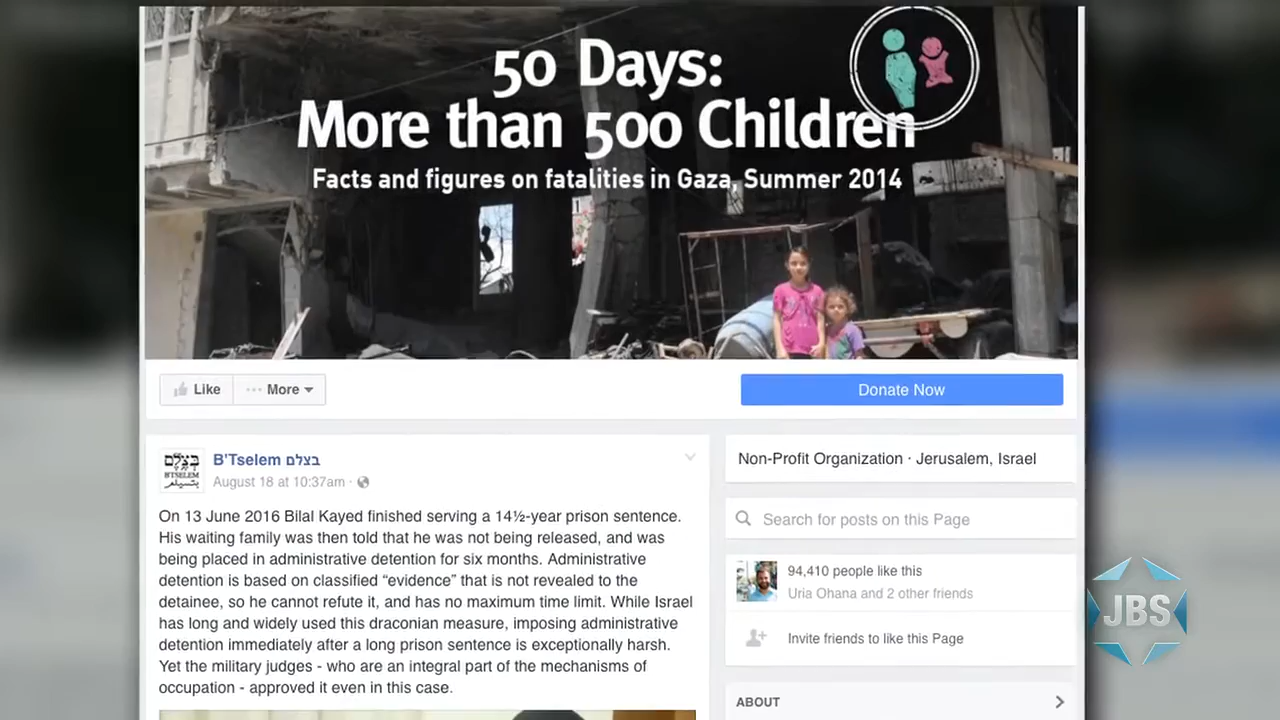 50 Days:
More than 500 Children
Facts and figures on fatalities in Gaza, Summer 2014
Like
More
Donate Now
בצלם
B'TSELEM
بتسيلم
B'Tselem בצלם
August 18 at 10:37am ·
On 13 June 2016 Bilal Kayed finished serving a 14½-year prison sentence.
His waiting family was then told that he was not being released, and was
being placed in administrative detention for six months. Administrative
detention is based on classified “evidence” that is not revealed to the
detainee, so he cannot refute it, and has no maximum time limit. While Israel
has long and widely used this draconian measure, imposing administrative
detention immediately after a long prison sentence is exceptionally harsh.
Yet the military judges - who are an integral part of the mechanisms of
occupation - approved it even in this case.
Non-Profit Organization · Jerusalem, Israel
Search for posts on this Page
94,410 people like this
Uria Ohana and 2 other friends
Invite friends to like this Page
ABOUT
JBS